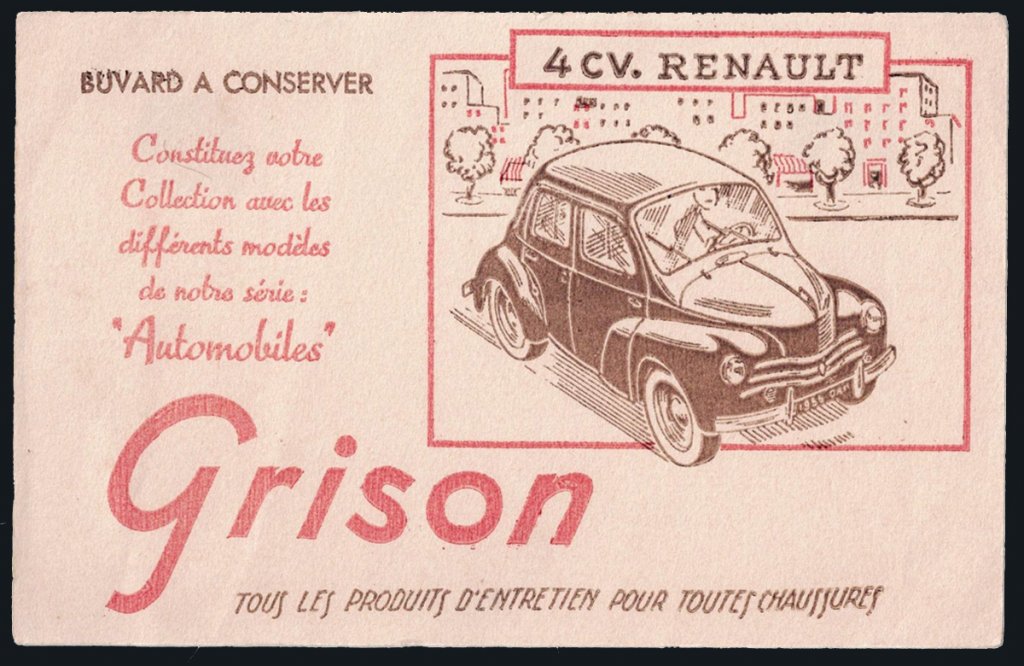 BUVARD A CONSERVER
Constituez votre
Collection avec les
différents modèles
de notre série :
"Automobiles"
4 CV. RENAULT
Grison
TOUS LES PRODUITS D'ENTRETIEN POUR TOUTES CHAUSSURES